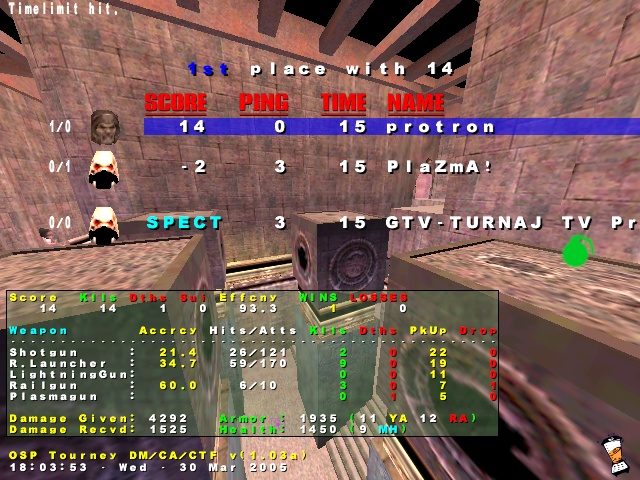 Timelimit hit.
1st place with 14
SCORE PING TIME NAME
1/0 14 0 15 protron
0/1 -2 3 15 PlaZmA!
0/0 SPECT 3 15 GTV-TURNAJ TV Pr
Score Kils Dths Sui Effcny WINS LOSSES
14 14 1 0 93.3 1 0
Weapon Accrcy Hits/Atts Kils Dths PkUp Drop
Shotgun : 21.4 26/121 2 0 22 0
R.Launcher : 34.7 59/170 9 0 19 0
LightningGun: 0 0 11 0
Railgun : 60.0 6/10 3 0 7 1
Plasmagun : 0 1 5 0
Damage Given: 4292 Armor : 1935 (11 YA 12 RA)
Damage Recvd: 1525 Health: 1450 (9 MH)
OSP Tourney DM/CA/CTF v(1.03a)
18:03:53 - Wed - 30 Mar 2005